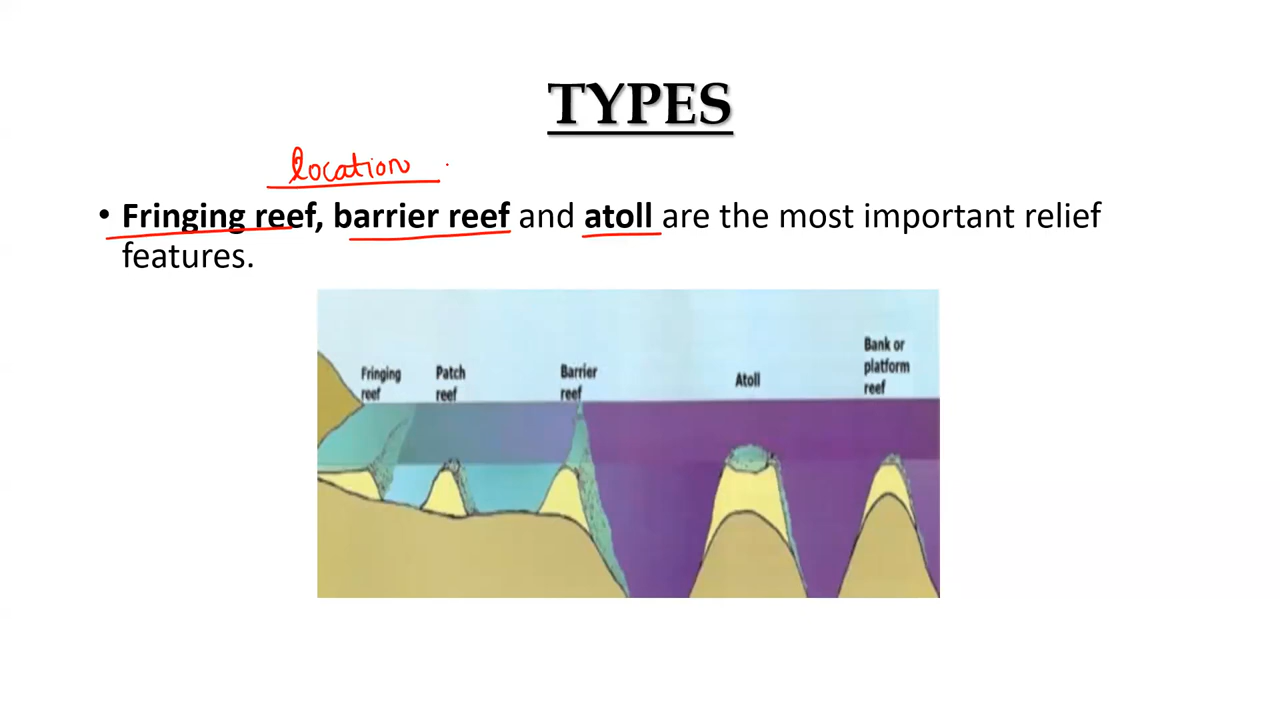 TYPES
location
• Fringing reef, barrier reef and atoll are the most important relief
features.
Fringing
reef
Patch
reef
Barrier
reef
Atoll
Bank or
platform
reef